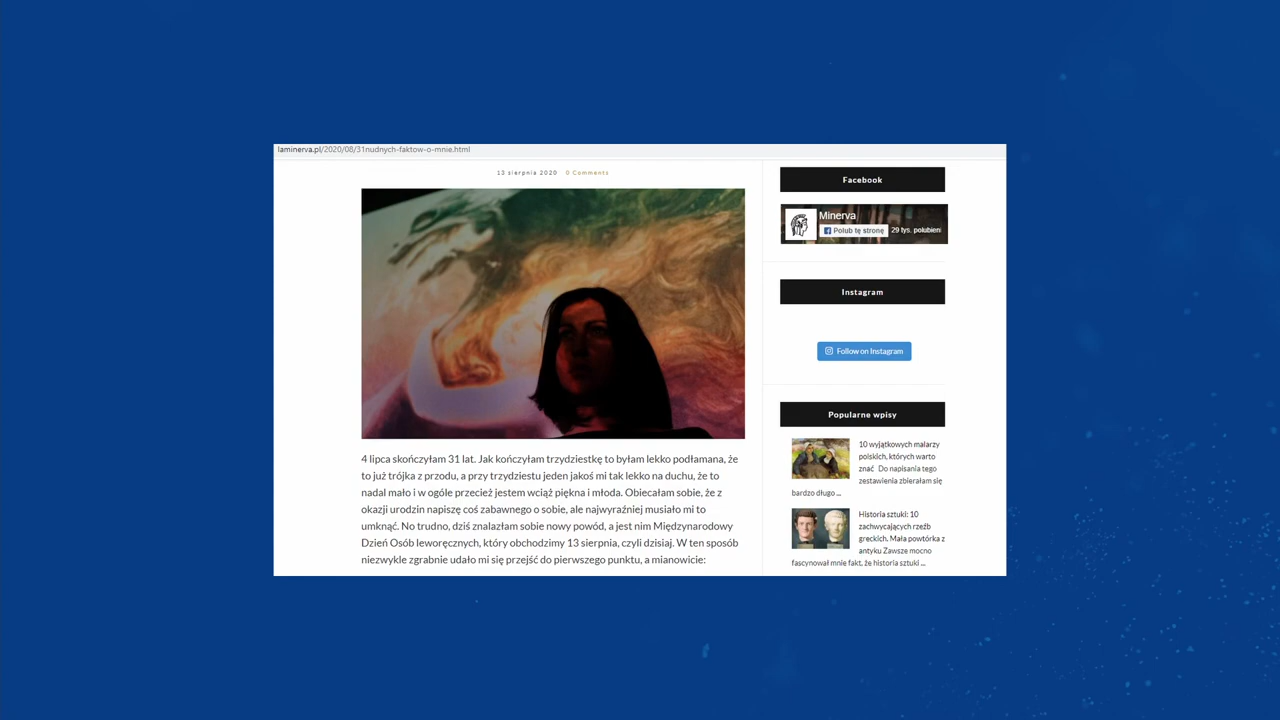 laminerva.pl/2020/08/31nudnych-faktow-o-mnie.html
13 sierpnia 2020 0 Comments
4 lipca skończyłam 31 lat. Jak kończyłam trzydziestkę to byłam lekko podłamana, że
to już trójka z przodu, a przy trzydziestu jeden jakoś mi tak lekko na duchu, że to
nadal mało i w ogóle przecież jestem wciąż piękna i młoda. Obiecałam sobie, że z
okazji urodzin napiszę coś zabawnego o sobie, ale najwyraźniej musiało mi to
umknąć. No trudno, dziś znalazłam sobie nowy powód, a jest nim Międzynarodowy
Dzień Osób leworęcznych, który obchodzimy 13 sierpnia, czyli dzisiaj. W ten sposób
niezwykle zgrabnie udało mi się przejść do pierwszego punktu, a mianowicie:
Facebook
Minerva
Polub tę stronę 29 tys. polubień
Instagram
Follow on Instagram
Popularne wpisy
10 wyjątkowych malarzy
polskich, których warto
znać Do napisania tego
zestawienia zbierałam się
bardzo długo ...
Historia sztuki: 10
zachwycających rzeźb
greckich. Mała powtórka z
antyku Zawsze mocno
fascynował mnie fakt, że historia sztuki ...